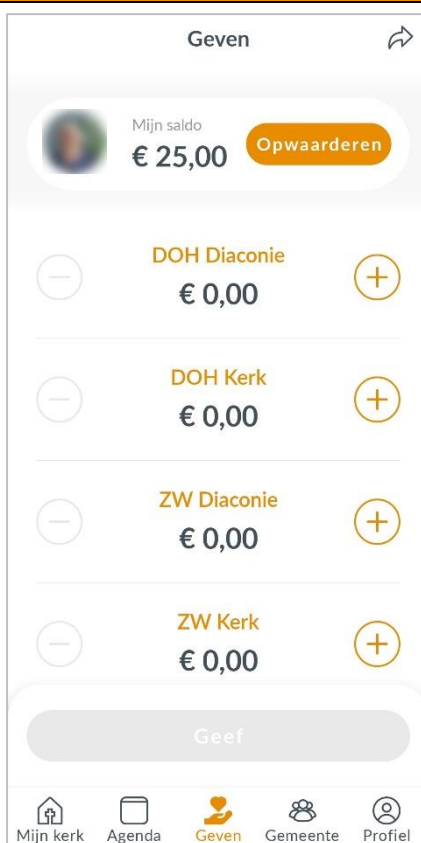 Geven
Mijn saldo
€ 25,00
Opwaarderen
DOH Diaconie
€ 0,00
DOH Kerk
€ 0,00
ZW Diaconie
€ 0,00
ZW Kerk
€ 0,00
Geef
Mijn kerk Agenda Geven Gemeente Profiel